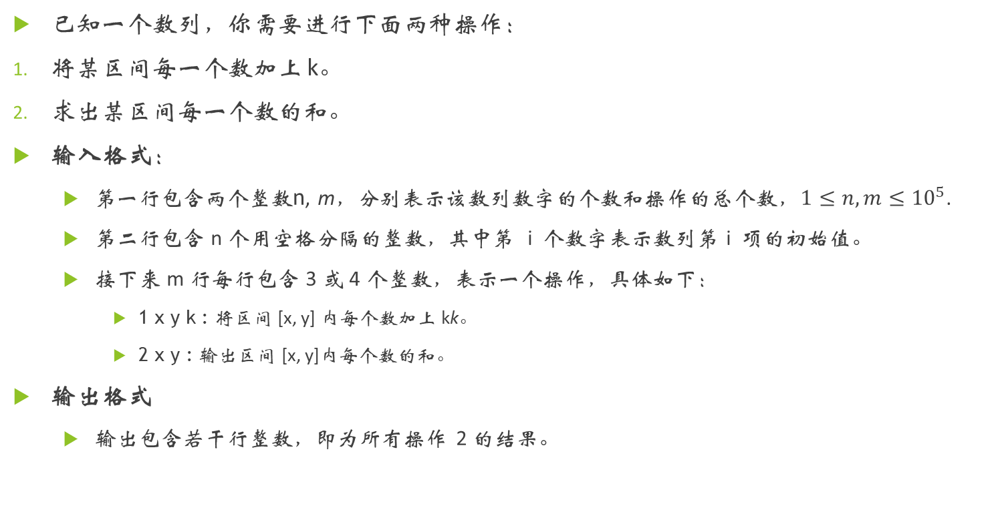 已知一个数列，你需要进行下面两种操作：
1. 将某区间每一个数加上 k。
2. 求出某区间每一个数的和。
输入格式：
第一行包含两个整数n, m，分别表示该数列数字的个数和操作的总个数，1 ≤ n, m ≤ 10⁵.
第二行包含 n 个用空格分隔的整数，其中第 i 个数字表示数列第 i 项的初始值。
接下来 m 行每行包含 3 或 4 个整数，表示一个操作，具体如下：
1 x y k：将区间 [x, y] 内每个数加上 kk。
2 x y：输出区间 [x, y]内每个数的和。
输出格式
输出包含若干行整数，即为所有操作 2 的结果。